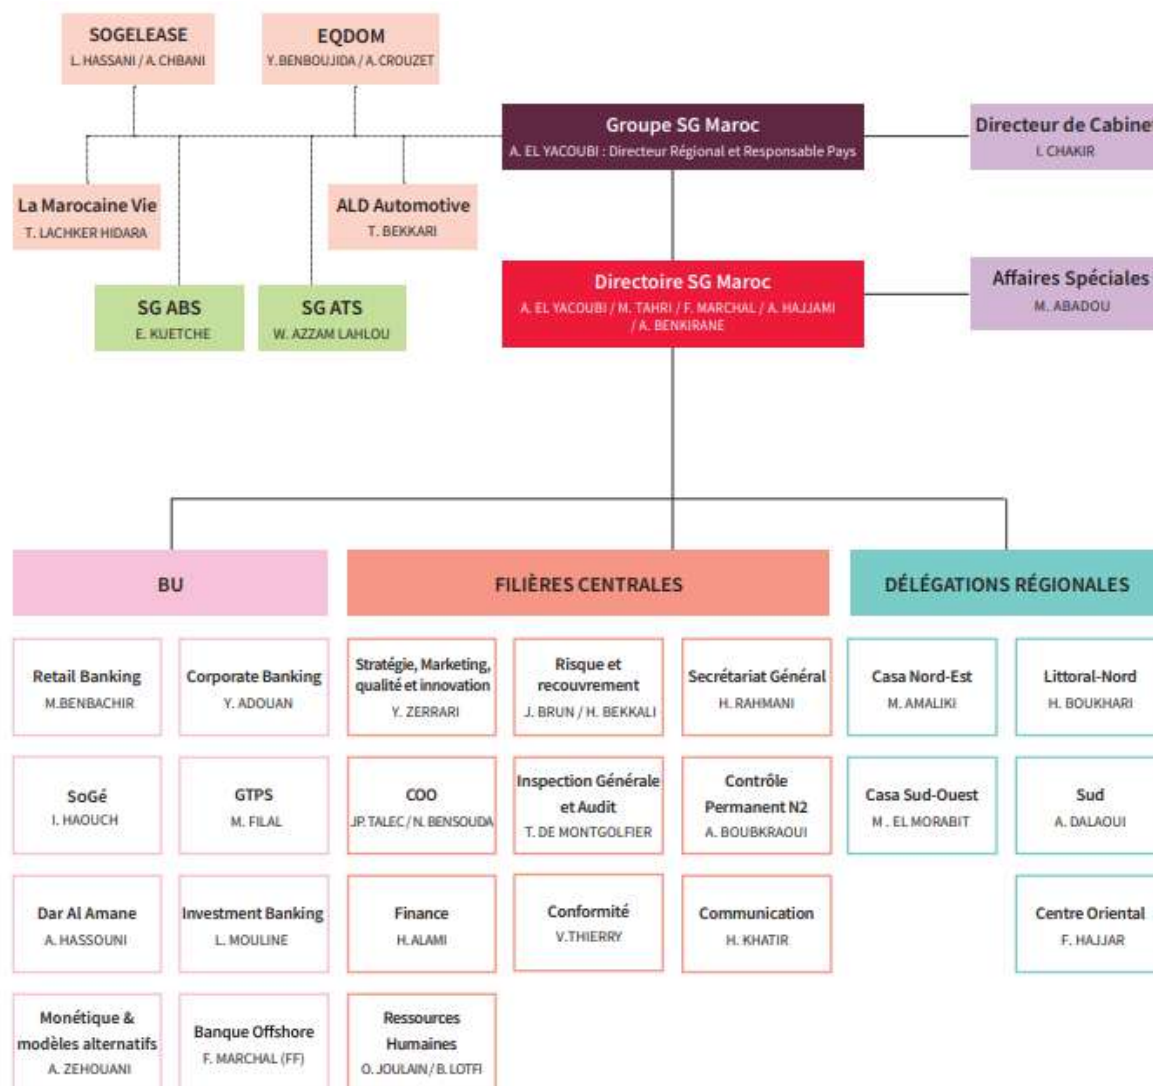 SOGELEASE
L. HASSANI / A. CHBANI
EQDOM
Y. BENBOUJIDA / A. CROUZET
Groupe SG Maroc
A. EL YACOUBI : Directeur Régional et Responsable Pays
Directeur de Cabinet
I. CHAKIR
La Marocaine Vie
T. LACHKER HIDARA
ALD Automotive
T. BEKKARI
Directoire SG Maroc
A. EL YACOUBI / M. TAHRI / F. MARCHAL / A. HAJJAMI
/ A. BENKIRANE
Affaires Spéciales
M. ABADOU
SG ABS
E. KUETCHE
SG ATS
W. AZZAM LAHLOU
BU
FILIÈRES CENTRALES
DÉLÉGATIONS RÉGIONALES
Retail Banking
M.BENBACHIR
Corporate Banking
Y. ADOUAN
Stratégie, Marketing,
qualité et innovation
Y. ZERRARI
Risque et
recouvrement
J. BRUN / H. BEKKALI
Secrétariat Général
H. RAHMANI
Casa Nord-Est
M. AMALIKI
Littoral-Nord
H. BOUKHARI
SoGé
I. HAOUCH
GTPS
M. FILAL
COO
JP. TALEC / N. BENSOUDA
Inspection Générale
et Audit
T. DE MONTGOLFIER
Contrôle
Permanent N2
A. BOUBKRAOUI
Casa Sud-Ouest
M . EL MORABIT
Sud
A. DALAOUI
Dar Al Amane
A. HASSOUNI
Investment Banking
L. MOULINE
Finance
H. ALAMI
Conformité
V.THIERRY
Communication
H. KHATIR
Centre Oriental
F. HAJJAR
Monétique &
modèles alternatifs
A. ZEHOUANI
Banque Offshore
F. MARCHAL (FF)
Ressources
Humaines
O. JOULAIN / B. LOTFI